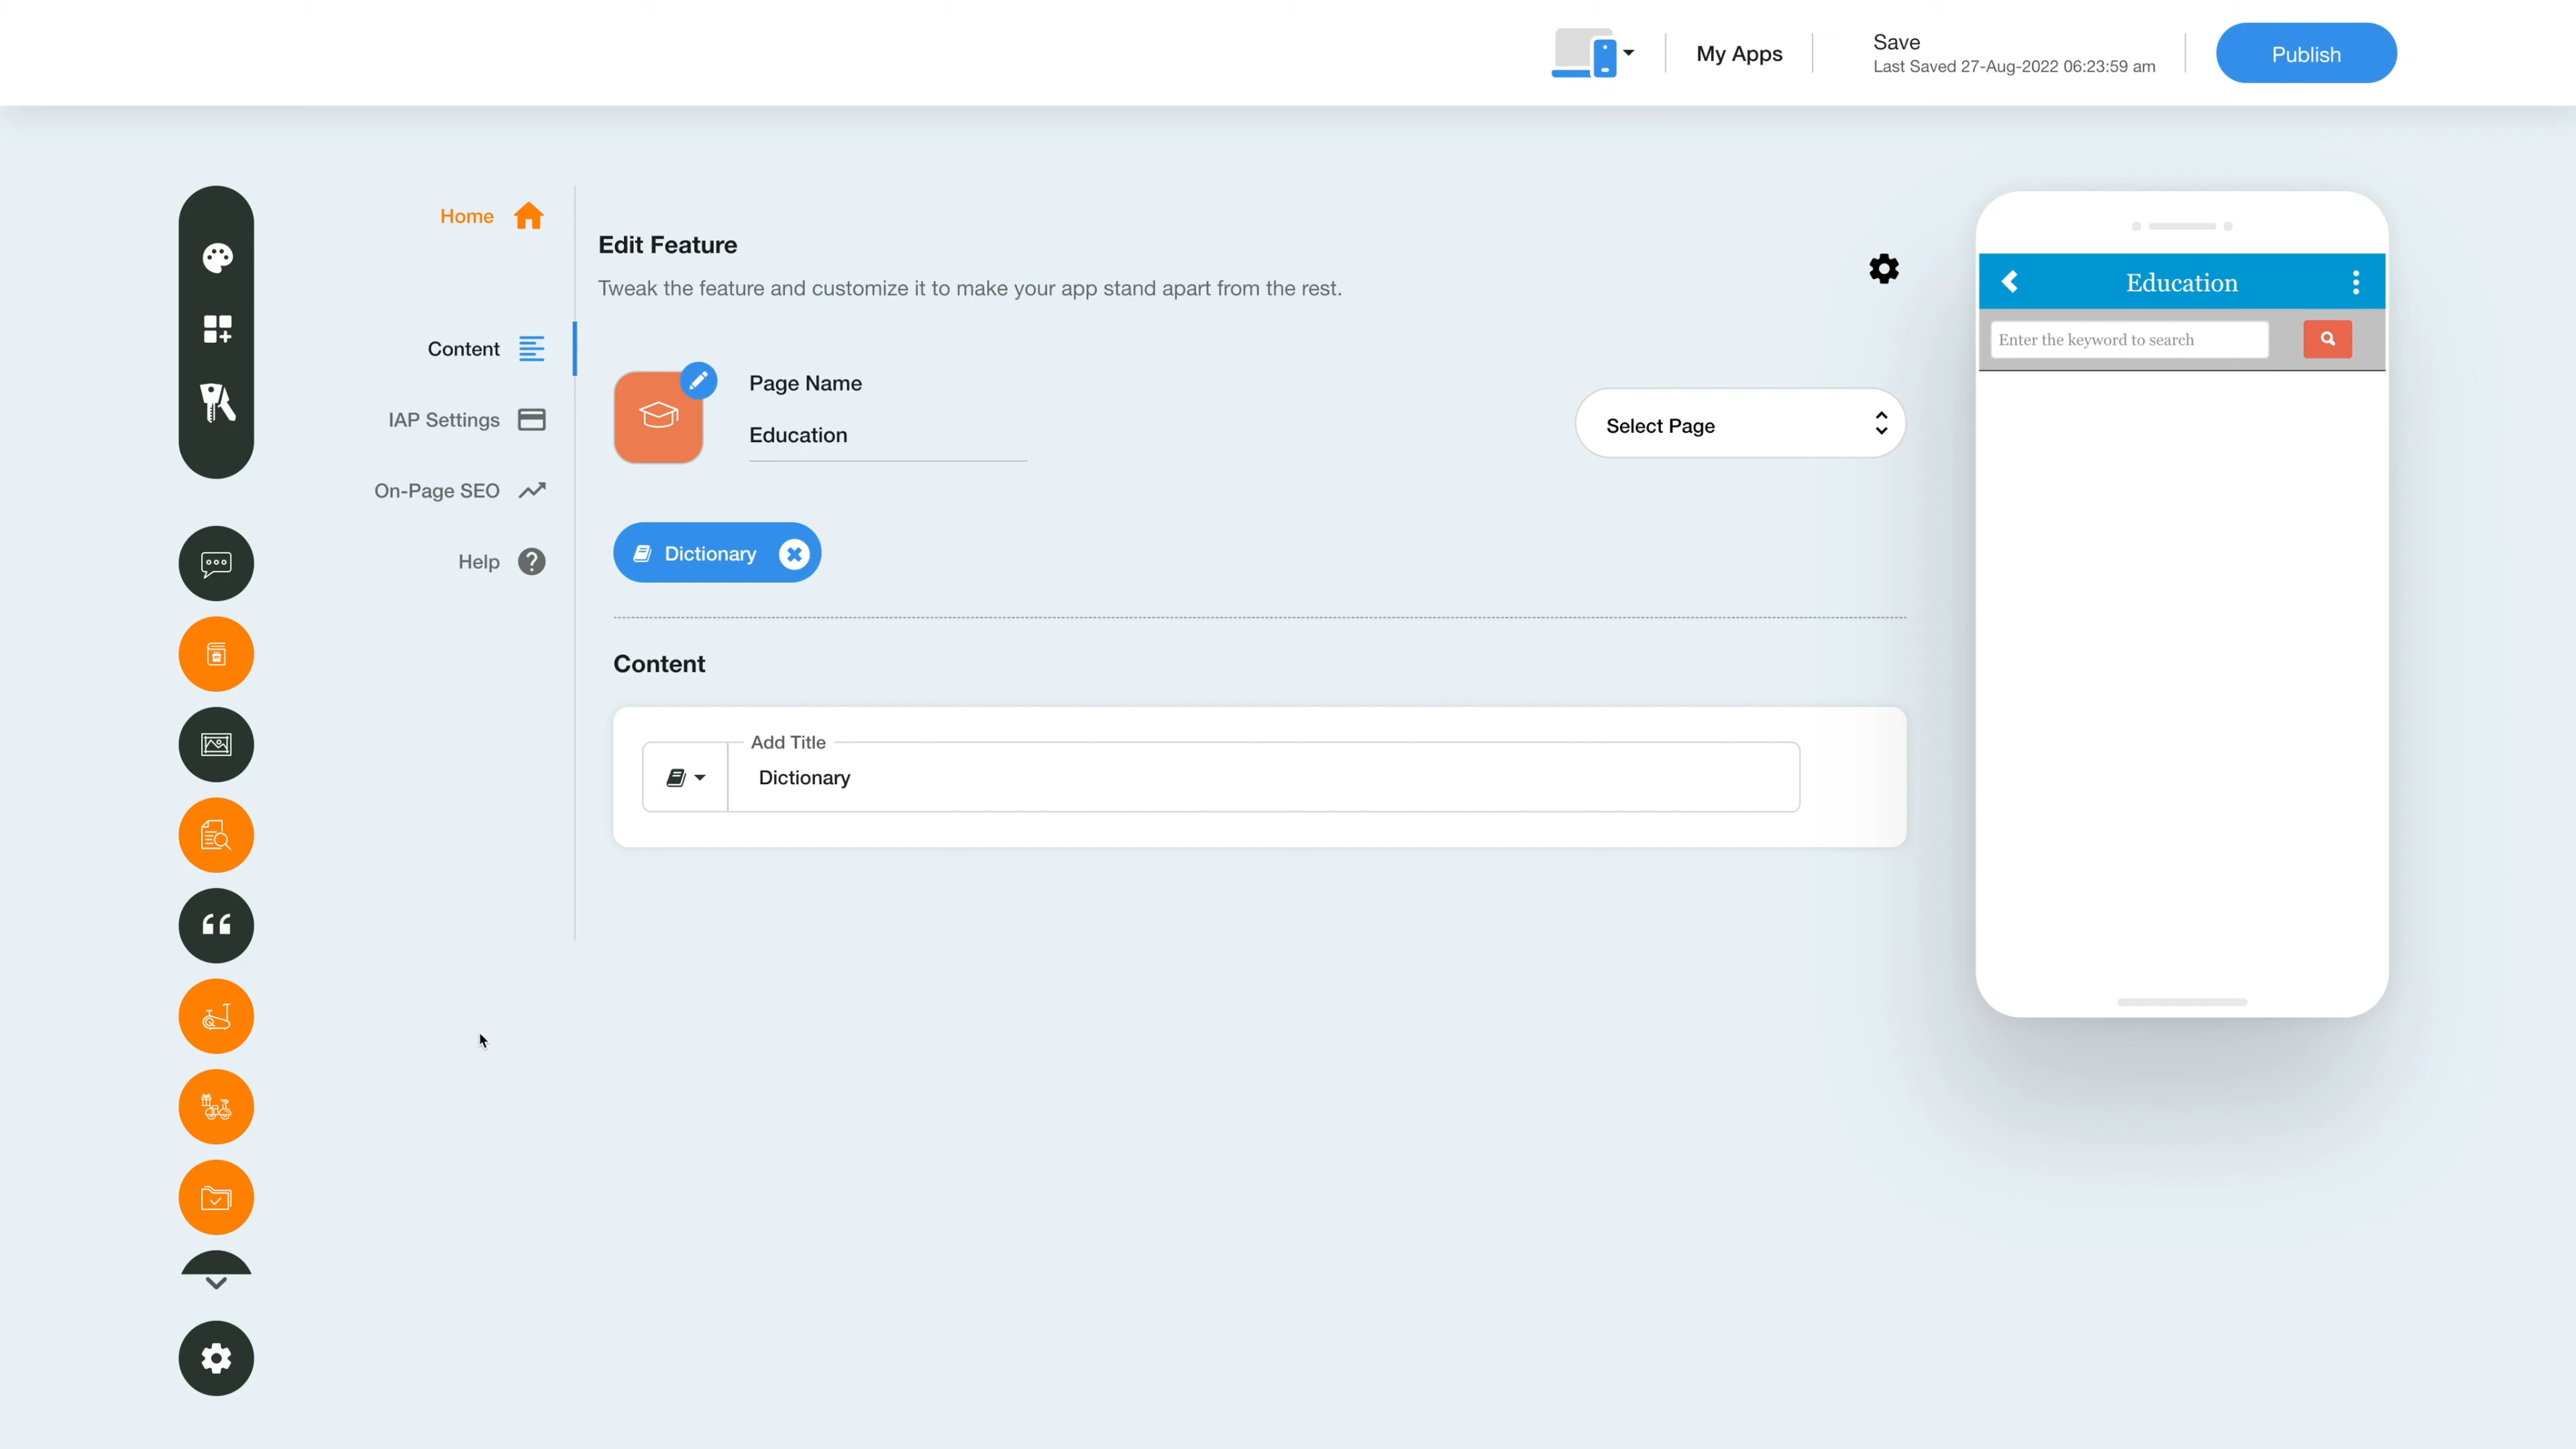 My Apps
Save
Last Saved 27-Aug-2022 06:23:59 am
Publish
Home
Content
IAP Settings
On-Page SEO
Help
Edit Feature
Tweak the feature and customize it to make your app stand apart from the rest.
Page Name
Education
Select Page
Dictionary
Content
Add Title
Dictionary
Education
Enter the keyword to search